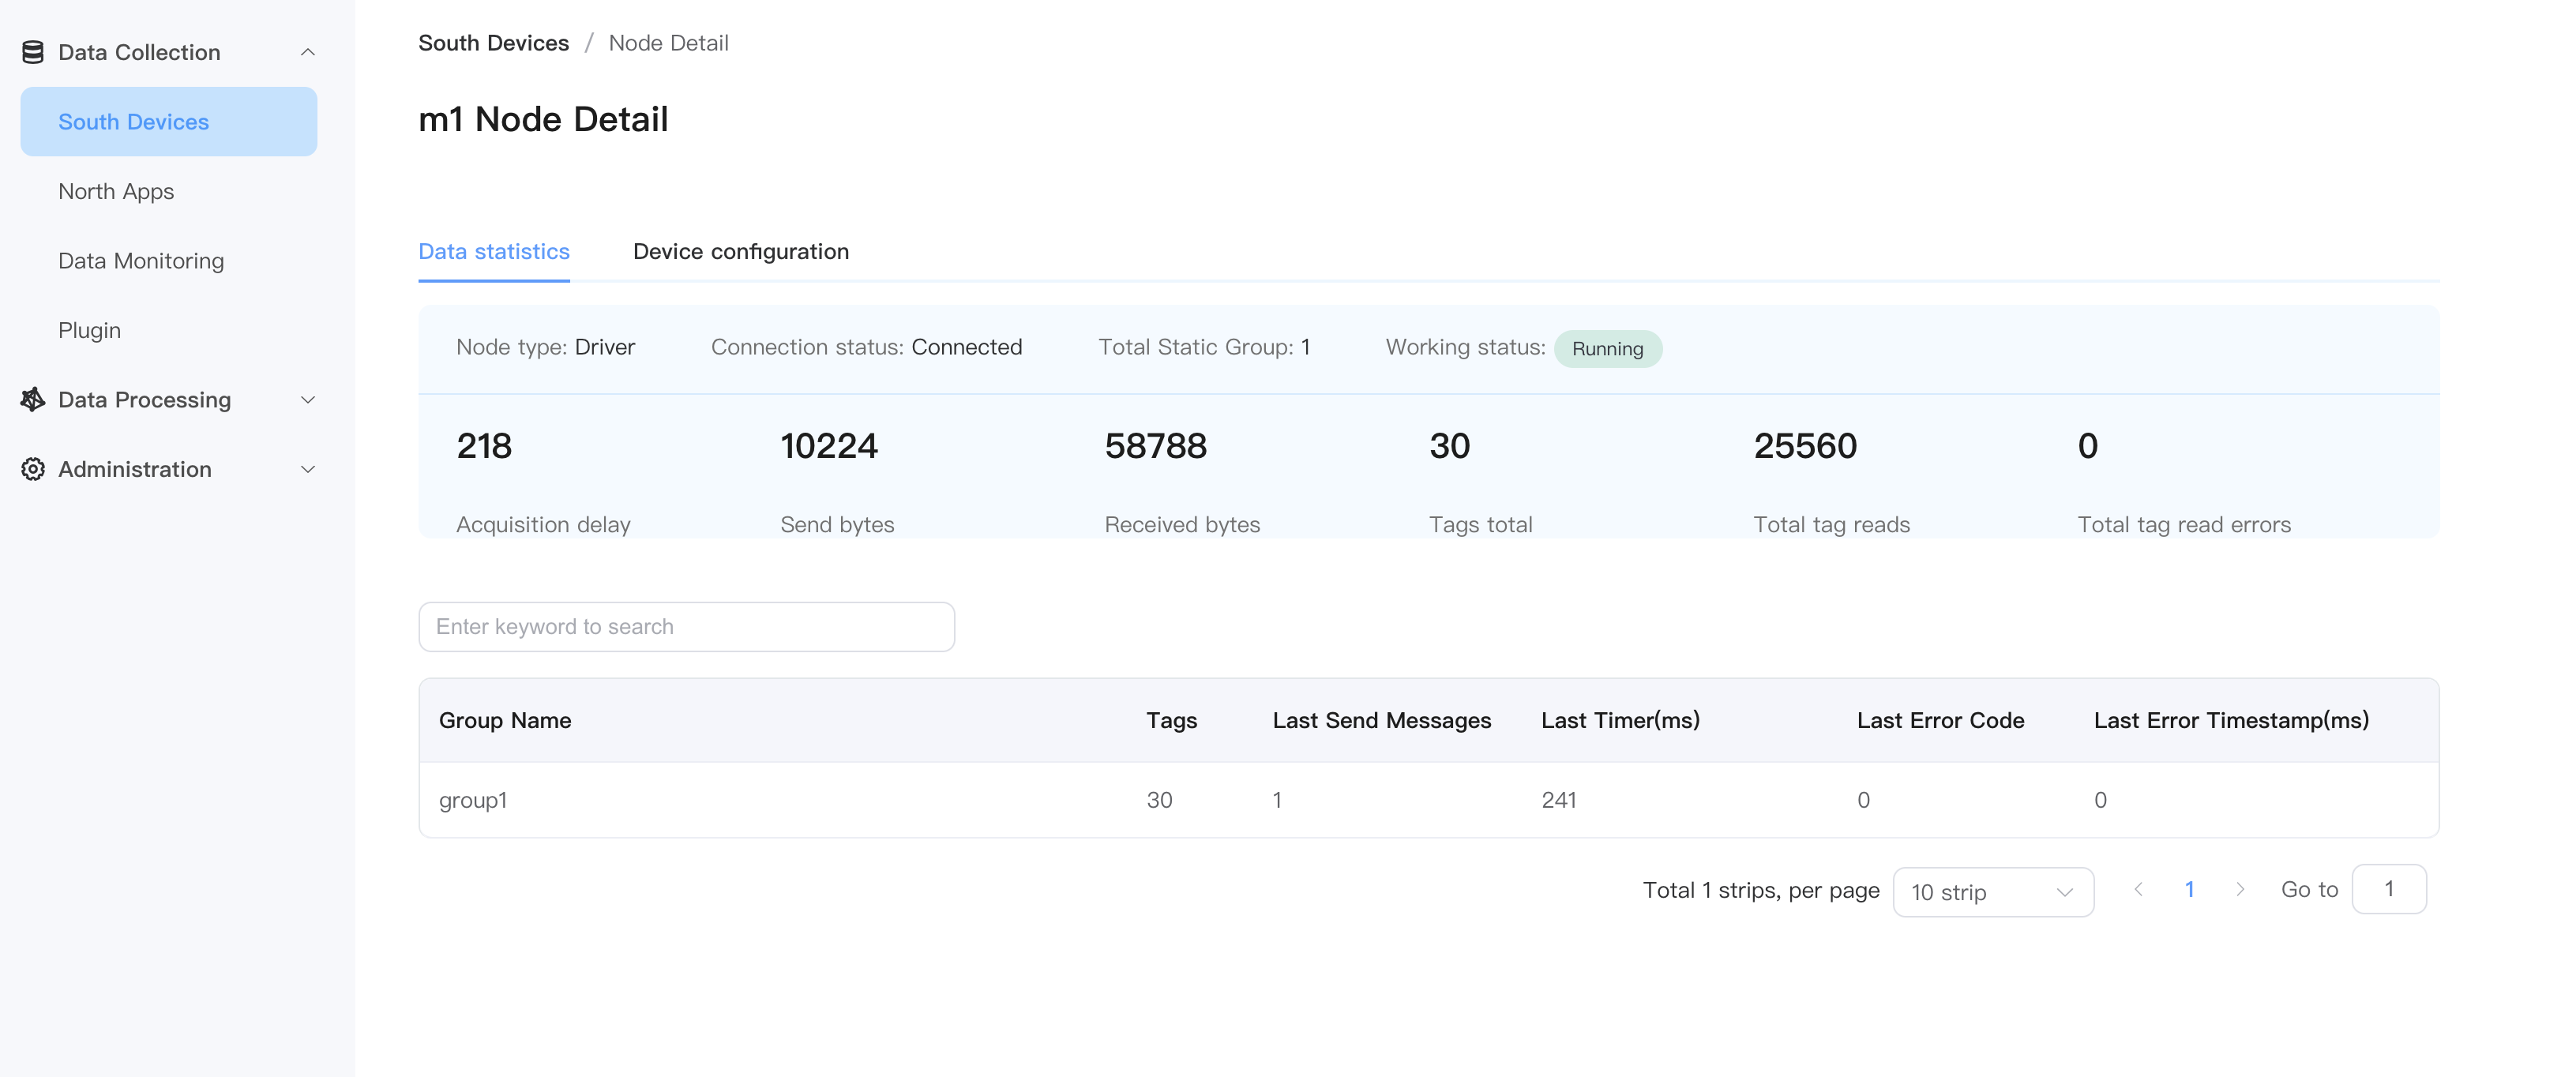 Data Collection
South Devices
North Apps
Data Monitoring
Plugin
Data Processing
Administration
South Devices / Node Detail
m1 Node Detail
Data statistics Device configuration
Node type: Driver Connection status: Connected Total Static Group: 1 Working status: Running
218 10224 58788 30 25560 0
Acquisition delay Send bytes Received bytes Tags total Total tag reads Total tag read errors
Enter keyword to search
Group Name Tags Last Send Messages Last Timer(ms) Last Error Code Last Error Timestamp(ms)
group1 30 1 241 0 0
Total 1 strips, per page 10 strip 1 Go to 1